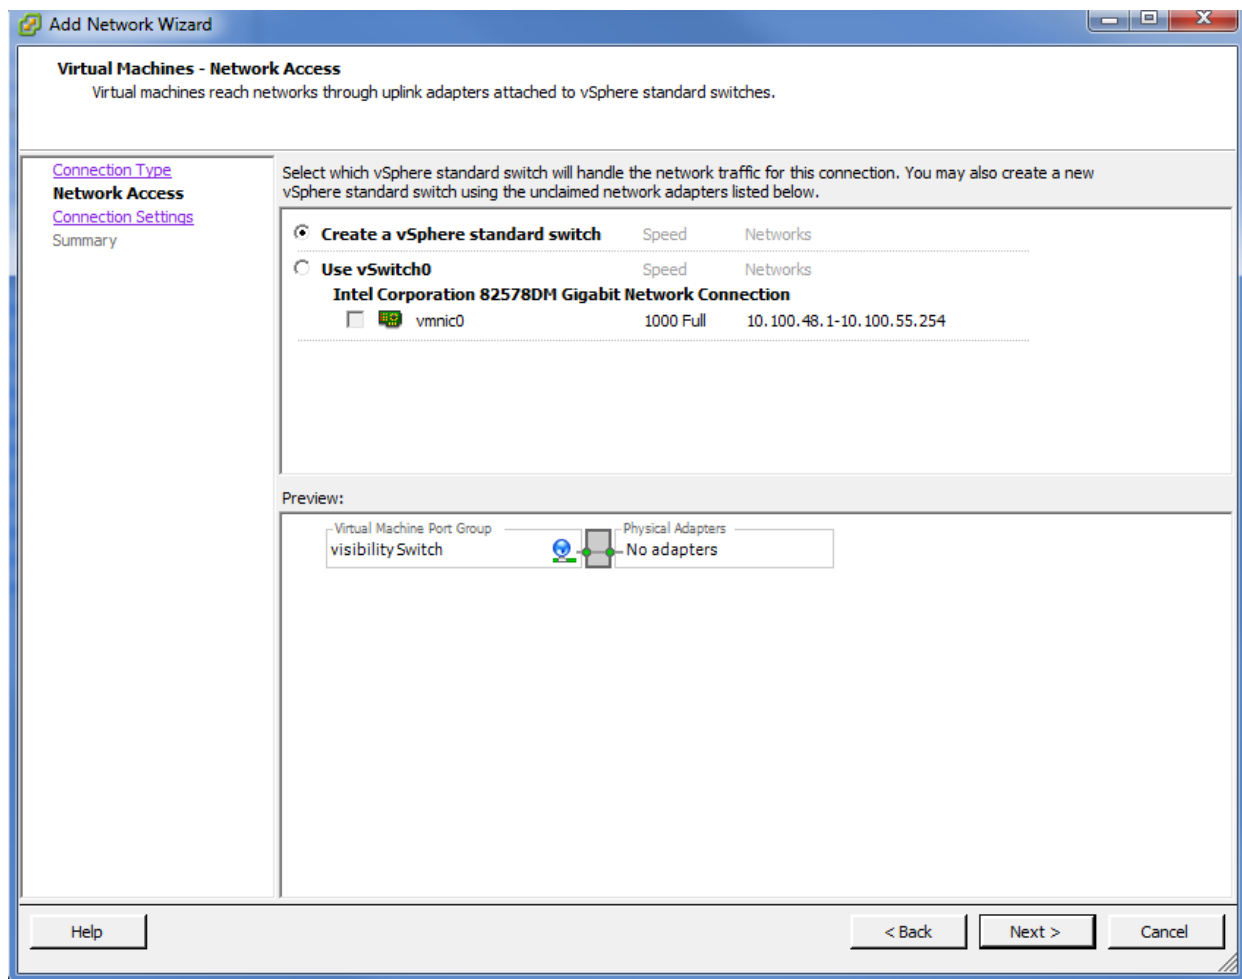 Add Network Wizard
Virtual Machines - Network Access
Virtual machines reach networks through uplink adapters attached to vSphere standard switches.
Connection Type
Network Access
Connection Settings
Summary
Select which vSphere standard switch will handle the network traffic for this connection. You may also create a new
vSphere standard switch using the unclaimed network adapters listed below.
Create a vSphere standard switch Speed Networks
Use vSwitch0 Speed Networks
Intel Corporation 82578DM Gigabit Network Connection
vmnic0 1000 Full 10.100.48.1-10.100.55.254
Preview:
Virtual Machine Port Group Physical Adapters
visibility Switch No adapters
Help < Back Next > Cancel